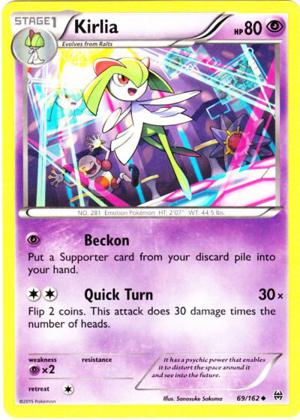 STAGE1
Kirlia
HP80
Evolves from Ralts
NO. 281 Emotion Pokémon HT: 2'07" WT: 44.5 lbs.
Beckon
Put a Supporter card from your discard pile into
your hand.
Quick Turn 30×
Flip 2 coins. This attack does 30 damage times the
number of heads.
weakness
×2
resistance
retreat
It has a psychic power that enables
it to distort the space around it
and see into the future.
©2015 Pokémon
Illus. Sanosuke Sakuma
69/162